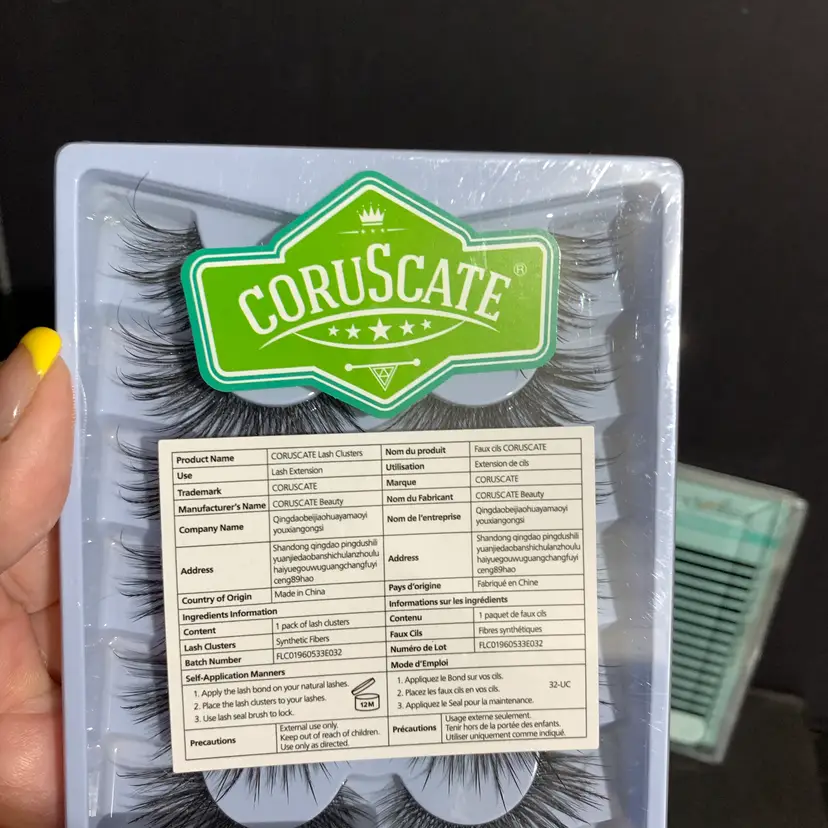 CORUSCATE ®
Product Name CORUSCATE Lash Clusters Nom du produit Faux cils CORUSCATE
Use Lash Extension Utilisation Extension de cils
Trademark CORUSCATE Marque CORUSCATE
Manufacturer's Name CORUSCATE Beauty Nom du Fabricant CORUSCATE Beauty
Company Name Qingdaobeijiaohuayamaoyi Nom de l'entreprise Qingdaobeijiaohuayamaoyi
youxiangongsi youxiangongsi
Address Shandong qingdao pingdushili Address Shandong qingdao pingdushili
yuanjiedaobanshichulanzhoulu yuanjiedaobanshichulanzhoulu
haiyuegouwuguangchangfuyi haiyuegouwuguangchangfuyi
ceng89hao ceng89hao
Country of Origin Made in China Pays d'origine Fabriqué en Chine
Ingredients Information Informations sur les ingrédients
Content 1 pack of lash clusters Contenu 1 paquet de faux cils
Lash Clusters Synthetic Fibers Faux Cils Fibres synthétiques
Batch Number FLC01960533E032 Numéro de Lot FLC01960533E032
Self-Application Manners Mode d'Emploi
1. Apply the lash bond on your natural lashes. 1. Appliquez le Bond sur vos cils.
2. Place the lash clusters to your lashes. 2. Placez les faux cils en vos cils.
3. Use lash seal brush to lock. 3. Appliquez le Seal pour la maintenance.
12M 32-UC
Precautions External use only. Précautions Usage externe seulement.
Keep out of reach of children. Tenir hors de la portée des enfants.
Use only as directed. Utiliser uniquement comme indiqué.